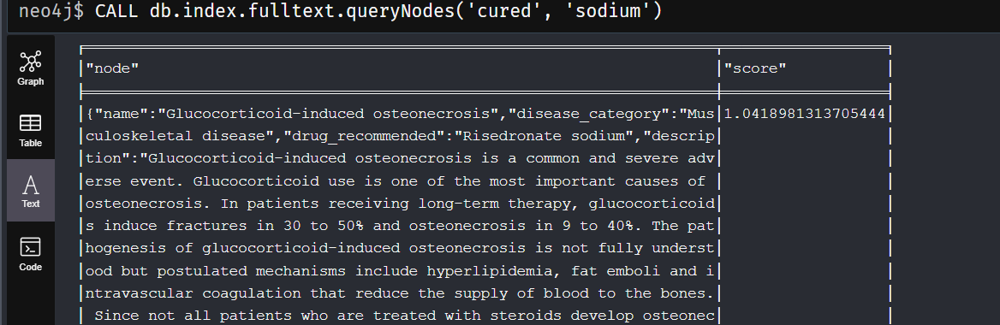 neo4j$ CALL db.index.fulltext.queryNodes('cured', 'sodium')
Graph
Table
Text
Code
"node" "score"
{"name":"Glucocorticoid-induced osteonecrosis","disease_category":"Mus 1.0418981313705444
culoskeletal disease","drug_recommended":"Risedronate sodium","descrip
tion":"Glucocorticoid-induced osteonecrosis is a common and severe adv
erse event. Glucocorticoid use is one of the most important causes of
osteonecrosis. In patients receiving long-term therapy, glucocorticoid
s induce fractures in 30 to 50% and osteonecrosis in 9 to 40%. The pat
hogenesis of glucocorticoid-induced osteonecrosis is not fully underst
ood but postulated mechanisms include hyperlipidemia, fat emboli and i
ntravascular coagulation that reduce the supply of blood to the bones.
Since not all patients who are treated with steroids develop osteonec